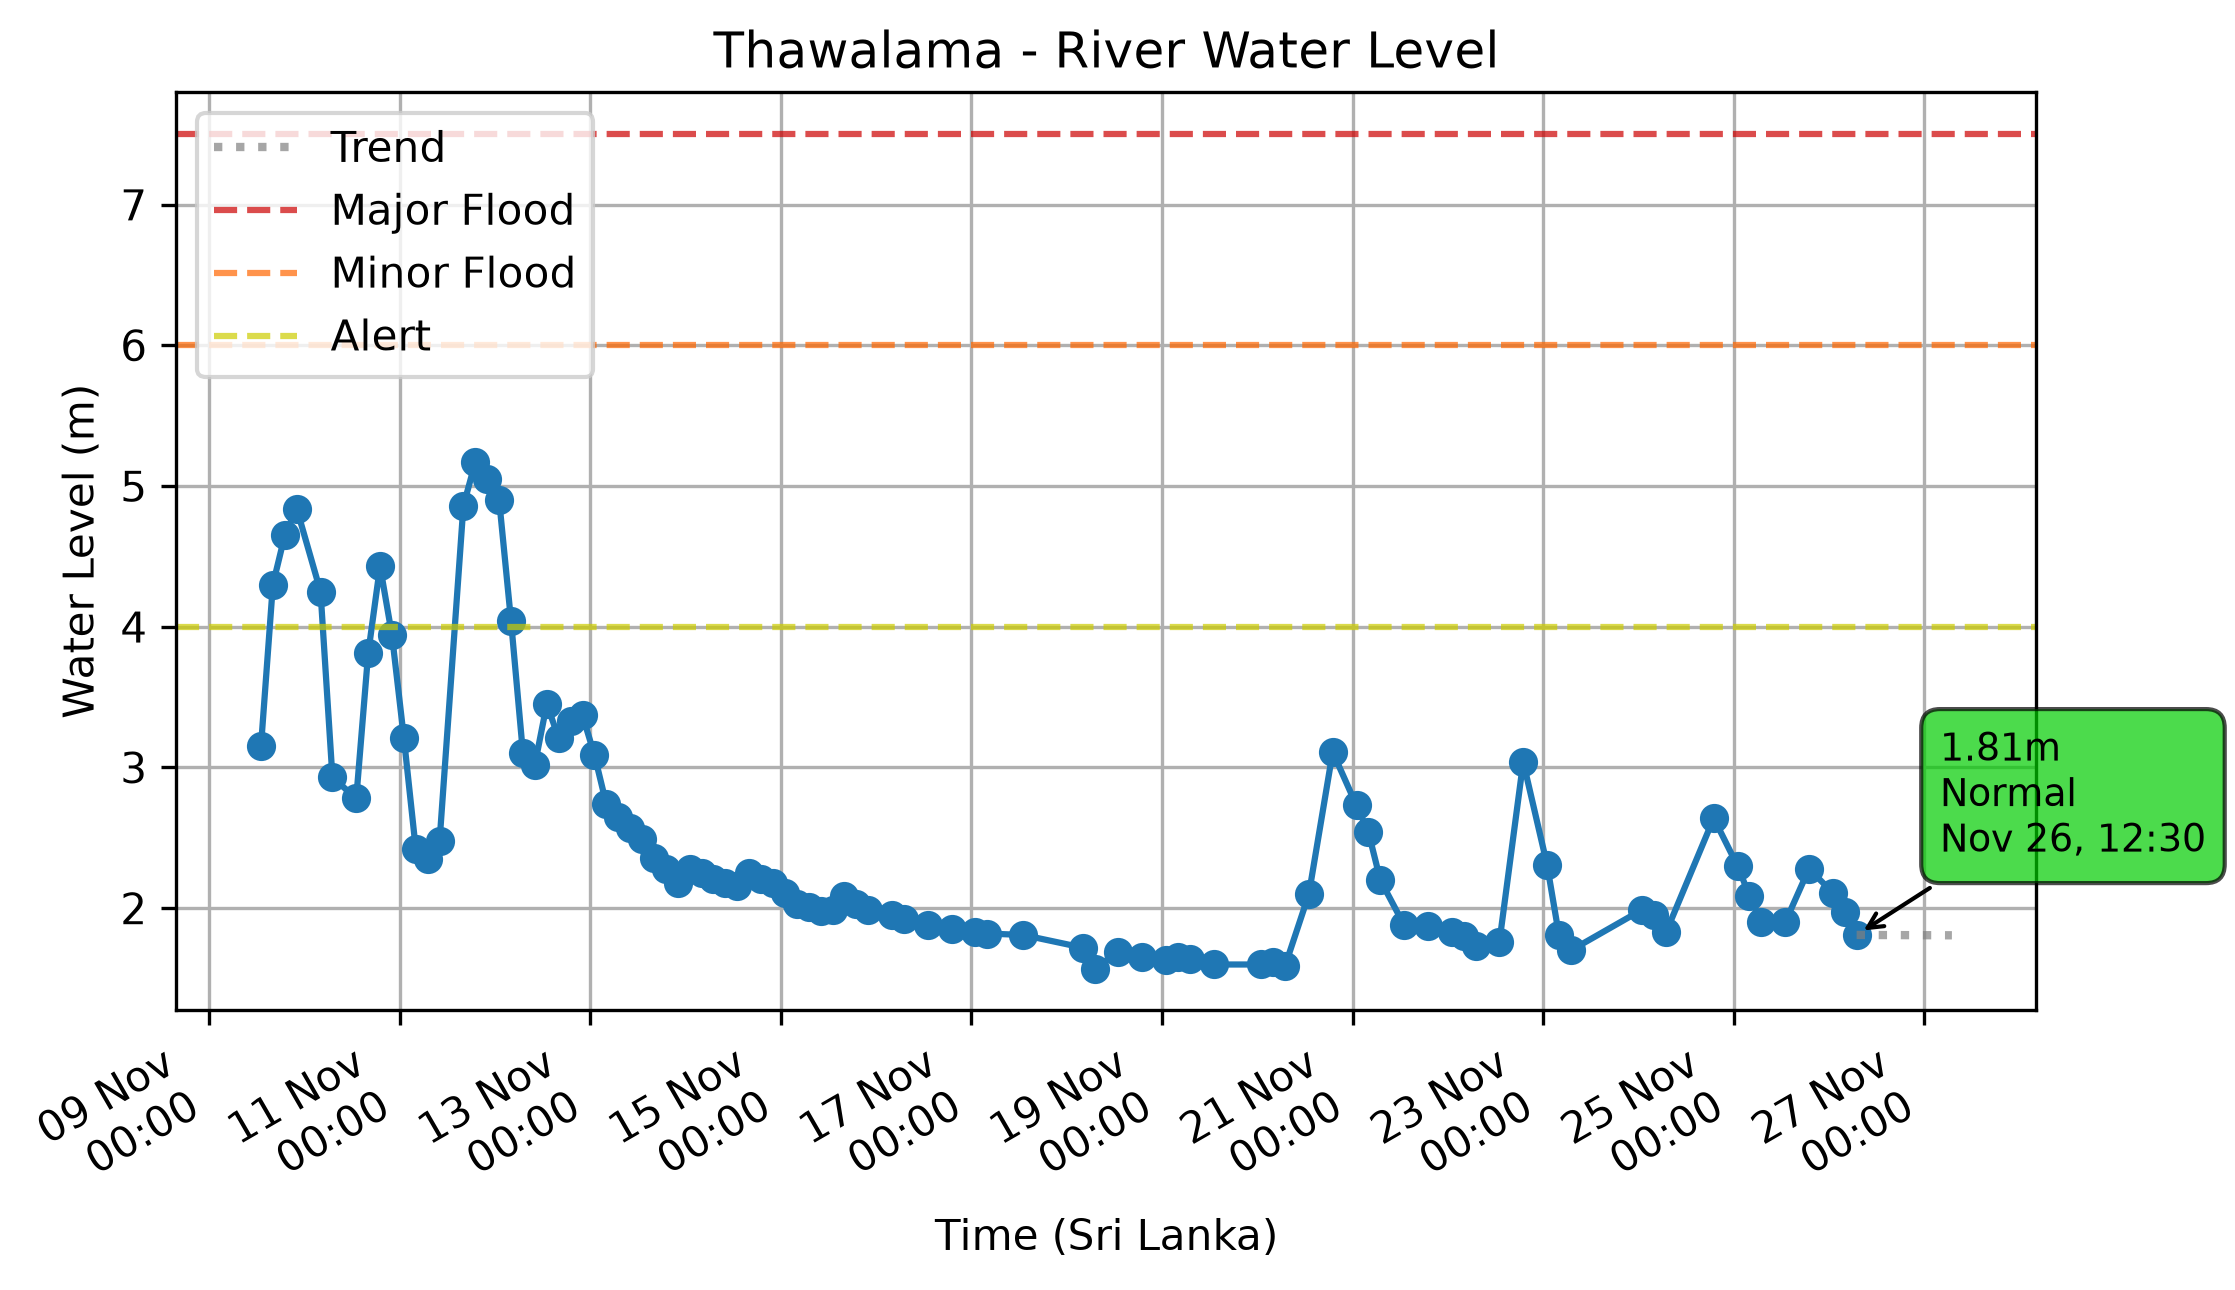 Thawalama - River Water Level
Trend
Major Flood
Minor Flood
Alert
7
6
5
4
3
2
Water Level (m)
1.81m
Normal
Nov 26, 12:30
09 Nov
00:00
11 Nov
00:00
13 Nov
00:00
15 Nov
00:00
17 Nov
00:00
19 Nov
00:00
21 Nov
00:00
23 Nov
00:00
25 Nov
00:00
27 Nov
00:00
Time (Sri Lanka)